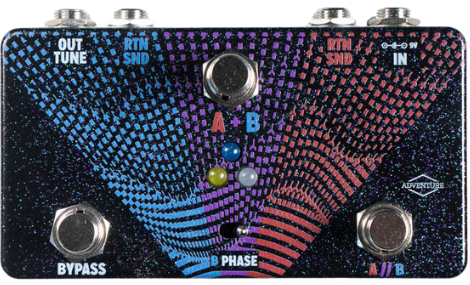 OUT
TUNE
RTN
SND
RTN
SND
9V
IN
A+B
ADVENTURE
B PHASE
BYPASS
A//B